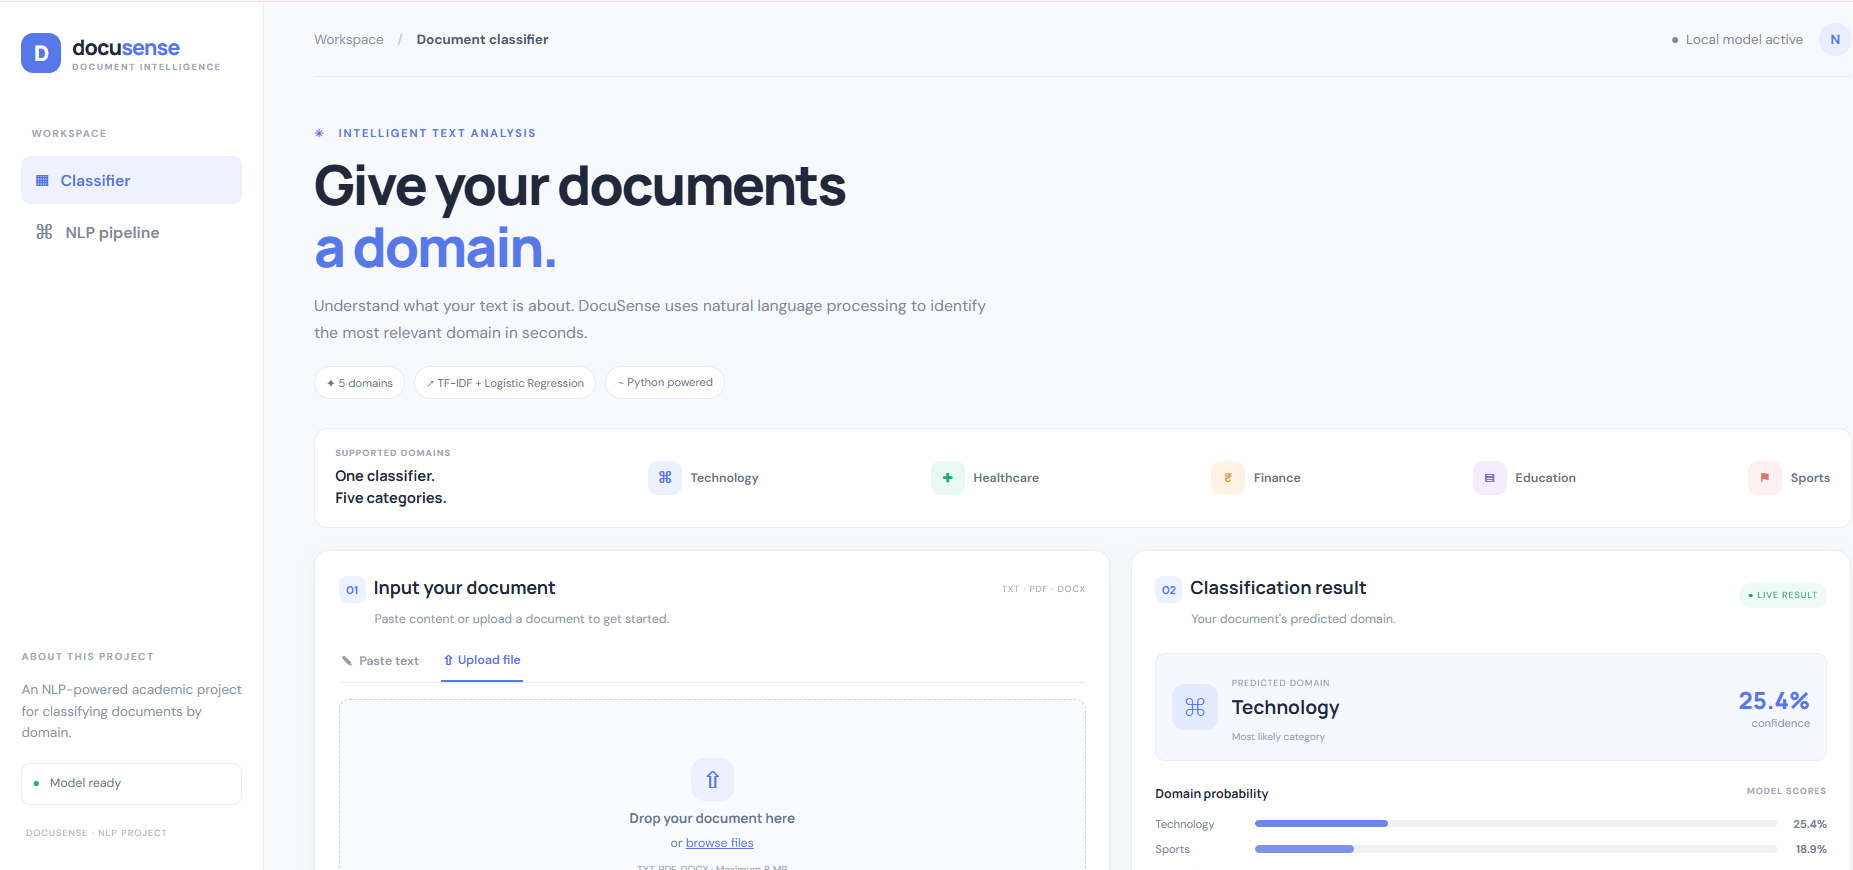 D
docusense
DOCUMENT INTELLIGENCE
WORKSPACE
Classifier
NLP pipeline
ABOUT THIS PROJECT
An NLP-powered academic project
for classifying documents by
domain.
Model ready
DOCUSENSE · NLP PROJECT
Workspace / Document classifier
Local model active
N
INTELLIGENT TEXT ANALYSIS
Give your documents
a domain.
Understand what your text is about. DocuSense uses natural language processing to identify
the most relevant domain in seconds.
✦ 5 domains
↗ TF-IDF + Logistic Regression
~ Python powered
SUPPORTED DOMAINS
One classifier.
Five categories.
⌘ Technology
✚ Healthcare
₹ Finance
Education
Sports
01 Input your document
TXT · PDF · DOCX
Paste content or upload a document to get started.
Paste text
⇧ Upload file
⇧
Drop your document here
or browse files
TXT, PDF, DOCX · Maximum 8 MB
02 Classification result
• LIVE RESULT
Your document's predicted domain.
PREDICTED DOMAIN
⌘ Technology
Most likely category
25.4%
confidence
Domain probability
MODEL SCORES
Technology 25.4%
Sports 18.9%